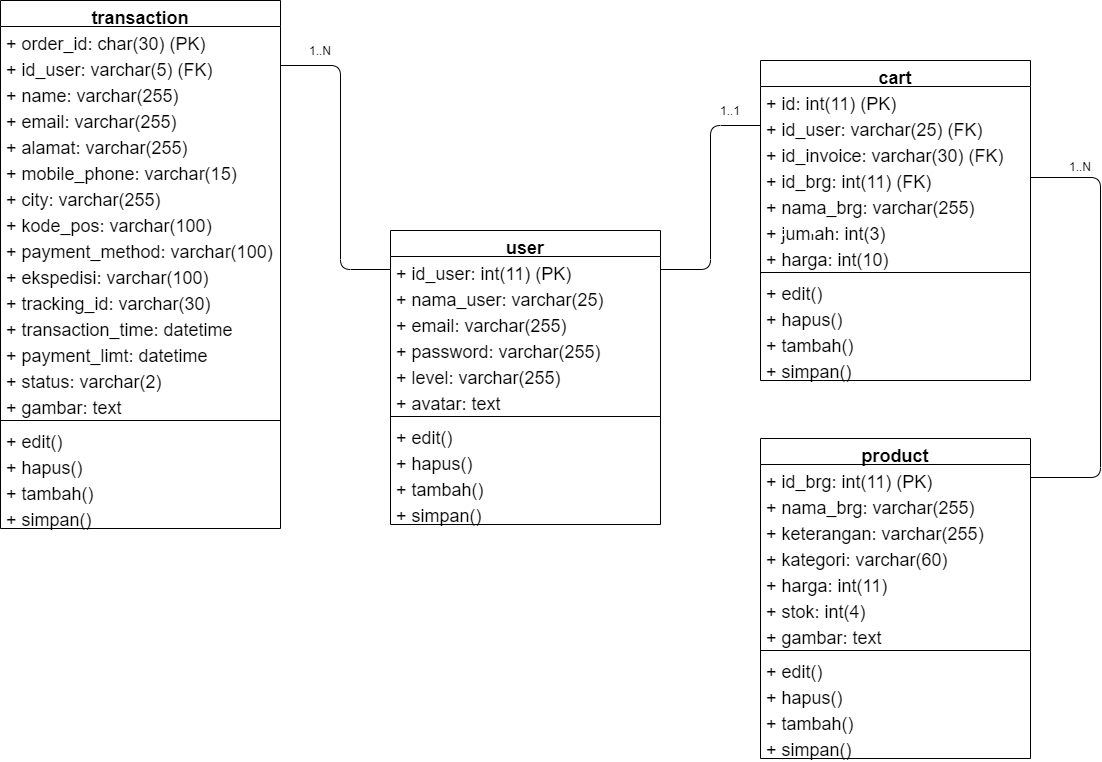 transaction
+ order_id: char(30) (PK)
+ id_user: varchar(5) (FK)
+ name: varchar(255)
+ email: varchar(255)
+ alamat: varchar(255)
+ mobile_phone: varchar(15)
+ city: varchar(255)
+ kode_pos: varchar(100)
+ payment_method: varchar(100)
+ ekspedisi: varchar(100)
+ tracking_id: varchar(30)
+ transaction_time: datetime
+ payment_limt: datetime
+ status: varchar(2)
+ gambar: text
+ edit()
+ hapus()
+ tambah()
+ simpan()
1..N
user
+ id_user: int(11) (PK)
+ nama_user: varchar(25)
+ email: varchar(255)
+ password: varchar(255)
+ level: varchar(255)
+ avatar: text
+ edit()
+ hapus()
+ tambah()
+ simpan()
1..1
cart
+ id: int(11) (PK)
+ id_user: varchar(25) (FK)
+ id_invoice: varchar(30) (FK)
+ id_brg: int(11) (FK)
+ nama_brg: varchar(255)
+ jumlah: int(3)
+ harga: int(10)
+ edit()
+ hapus()
+ tambah()
+ simpan()
1..N
product
+ id_brg: int(11) (PK)
+ nama_brg: varchar(255)
+ keterangan: varchar(255)
+ kategori: varchar(60)
+ harga: int(11)
+ stok: int(4)
+ gambar: text
+ edit()
+ hapus()
+ tambah()
+ simpan()